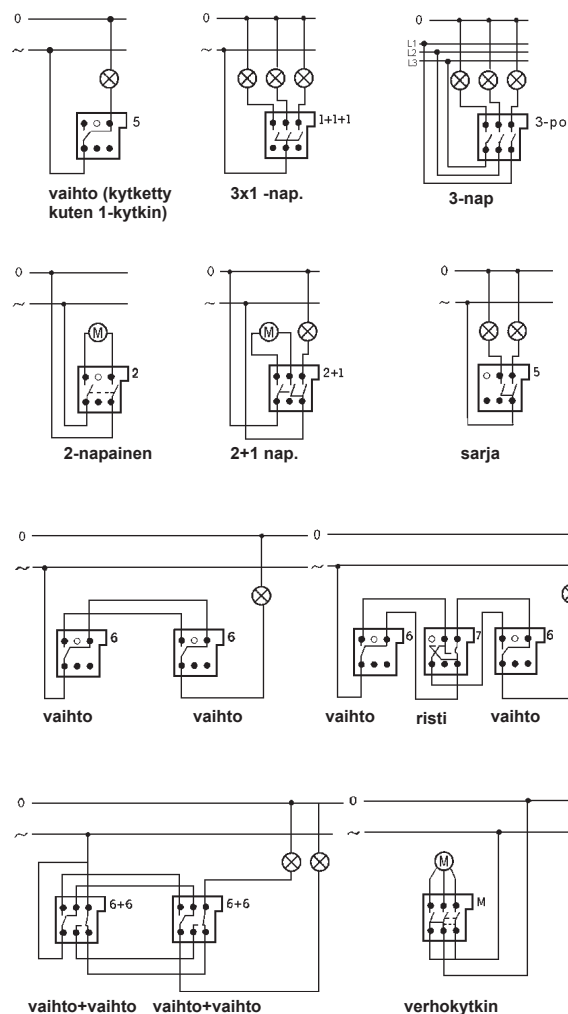 0
~
5
vaihto (kytketty
kuten 1-kytkin)
0
~
1+1+1
3x1 -nap.
0
L1
L2
L3
3-po
3-nap
0
~
M
2
2-napainen
0
~
M
2+1
2+1 nap.
0
~
5
sarja
0
~
6
6
vaihto
vaihto
0
~
6
7
6
vaihto
risti
vaihto
0
~
6+6
6+6
vaihto+vaihto
vaihto+vaihto
0
~
M
M
verhokytkin